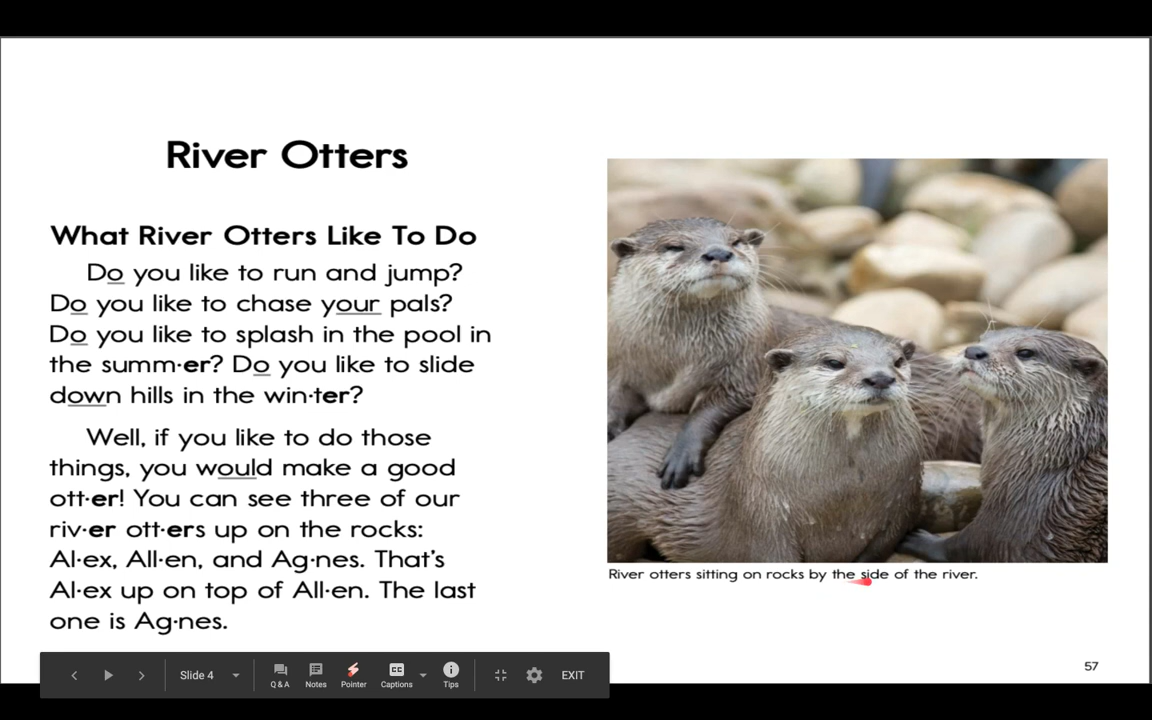 River Otters
What River Otters Like To Do
Do you like to run and jump?
Do you like to chase your pals?
Do you like to splash in the pool in
the summ·er? Do you like to slide
down hills in the win·ter?
Well, if you like to do those
things, you would make a good
ott·er! You can see three of our
riv·er ott·ers up on the rocks:
Al·ex, All·en, and Ag·nes. That's
Al·ex up on top of All·en. The last
one is Ag·nes.
River otters sitting on rocks by the side of the river.
57
Slide 4
Q & A
Notes
Pointer
CC
Captions
Tips
EXIT